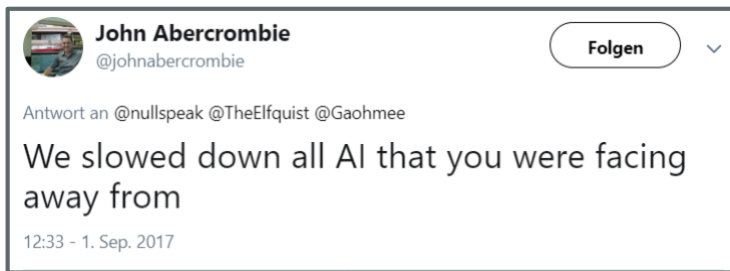 John Abercrombie
@johnabercrombie
Folgen
Antwort an @nullspeak @TheElfquist @Gaohmee
We slowed down all AI that you were facing
away from
12:33 - 1. Sep. 2017